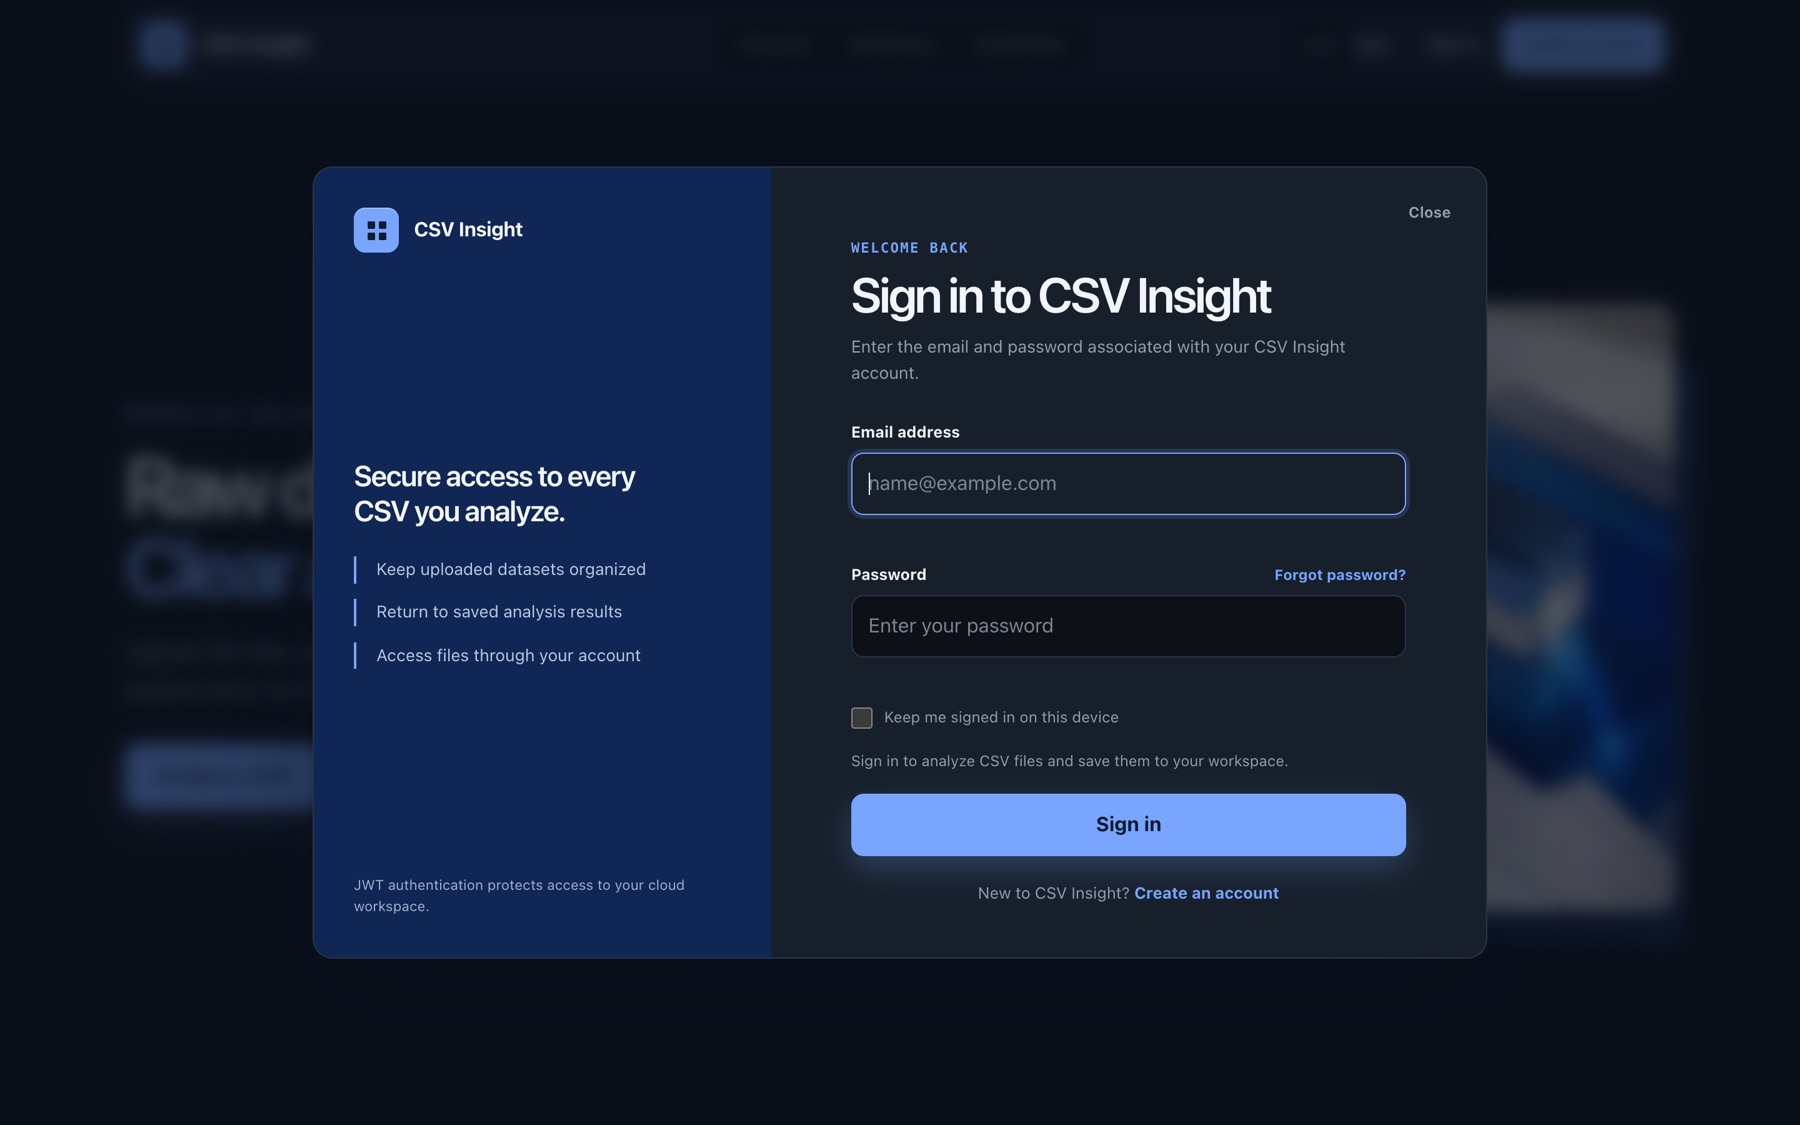 CSV Insight
Secure access to every
CSV you analyze.
Keep uploaded datasets organized
Return to saved analysis results
Access files through your account
JWT authentication protects access to your cloud
workspace.
Close
WELCOME BACK
Sign in to CSV Insight
Enter the email and password associated with your CSV Insight
account.
Email address
name@example.com
Password
Forgot password?
Enter your password
Keep me signed in on this device
Sign in to analyze CSV files and save them to your workspace.
Sign in
New to CSV Insight? Create an account
Raw
Clear